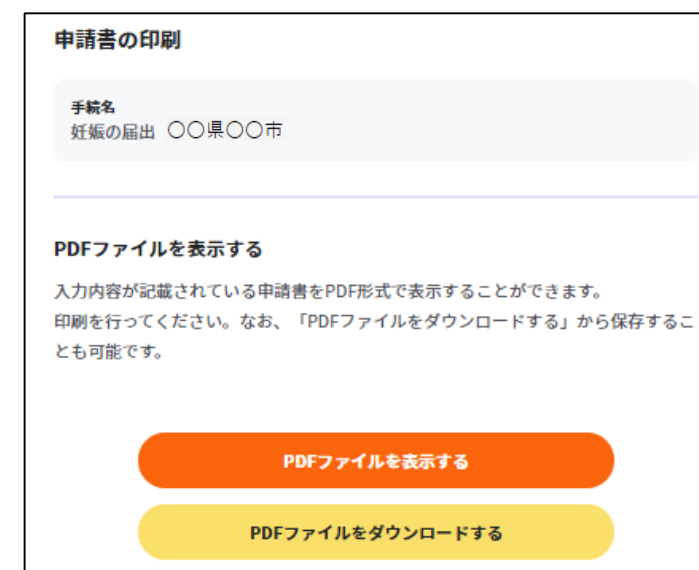 申請書の印刷
手続名
妊娠の届出 〇〇県〇〇市
PDFファイルを表示する
入力内容が記載されている申請書をPDF形式で表示することができます。
印刷を行ってください。なお、「PDFファイルをダウンロードする」から保存するこ
とも可能です。
PDFファイルを表示する
PDFファイルをダウンロードする